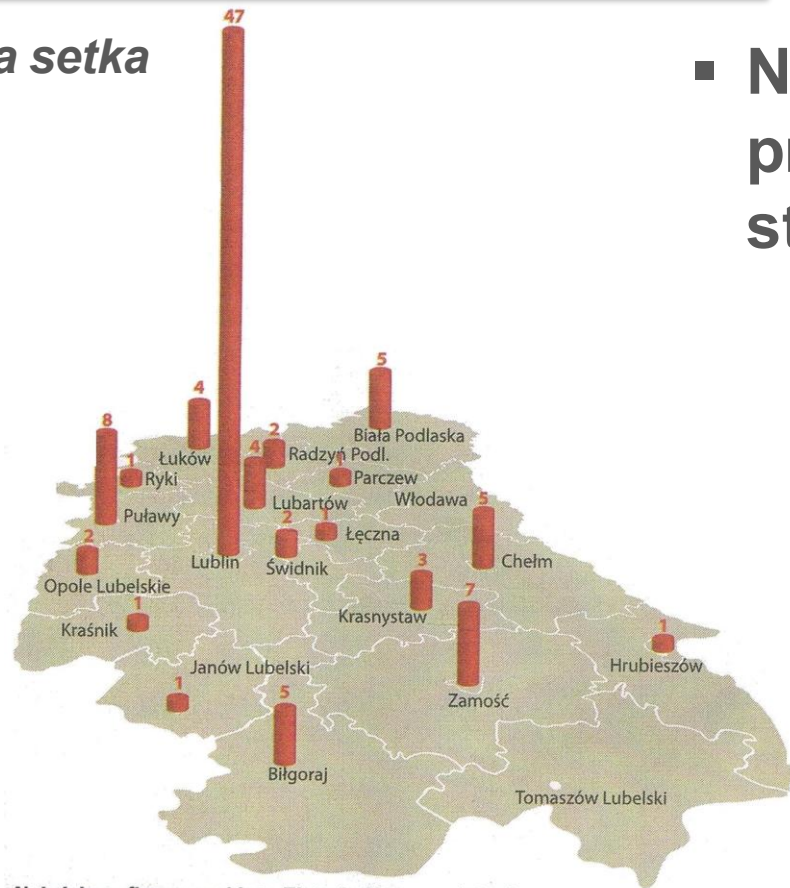 a setka
47
4
5
8
2
Biała Podlaska
4
1
Łuków
Radzyń Podl.
1
Ryki
Parczew
Włodawa
5
Puławy
Lubartów
2
1
Łęczna
2
Lublin
Świdnik
Chełm
3
Opole Lubelskie
7
1
Krasnystaw
Kraśnik
1
Janów Lubelski
Hrubieszów
1
5
Zamość
Biłgoraj
Tomaszów Lubelski
▪ N
pr
st